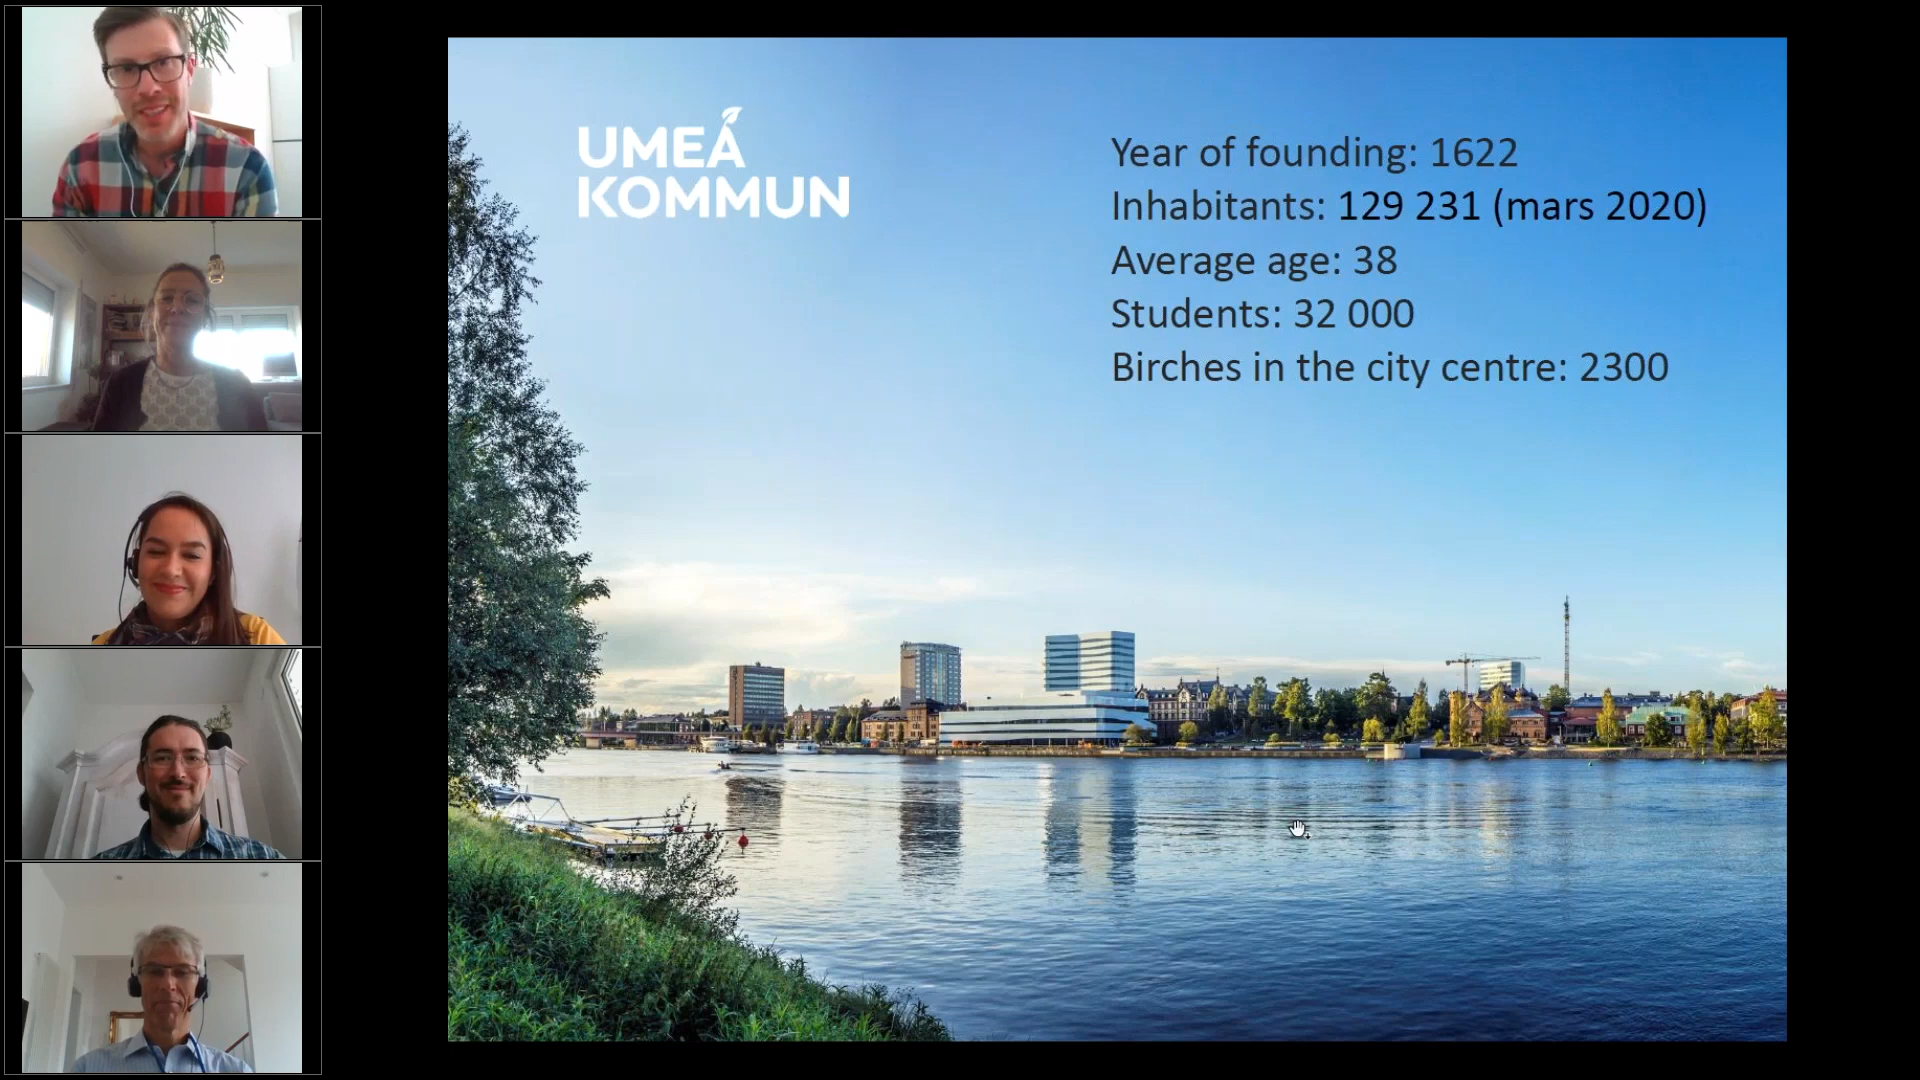 UMEÅ
KOMMUN
Year of founding: 1622
Inhabitants: 129 231 (mars 2020)
Average age: 38
Students: 32 000
Birches in the city centre: 2300